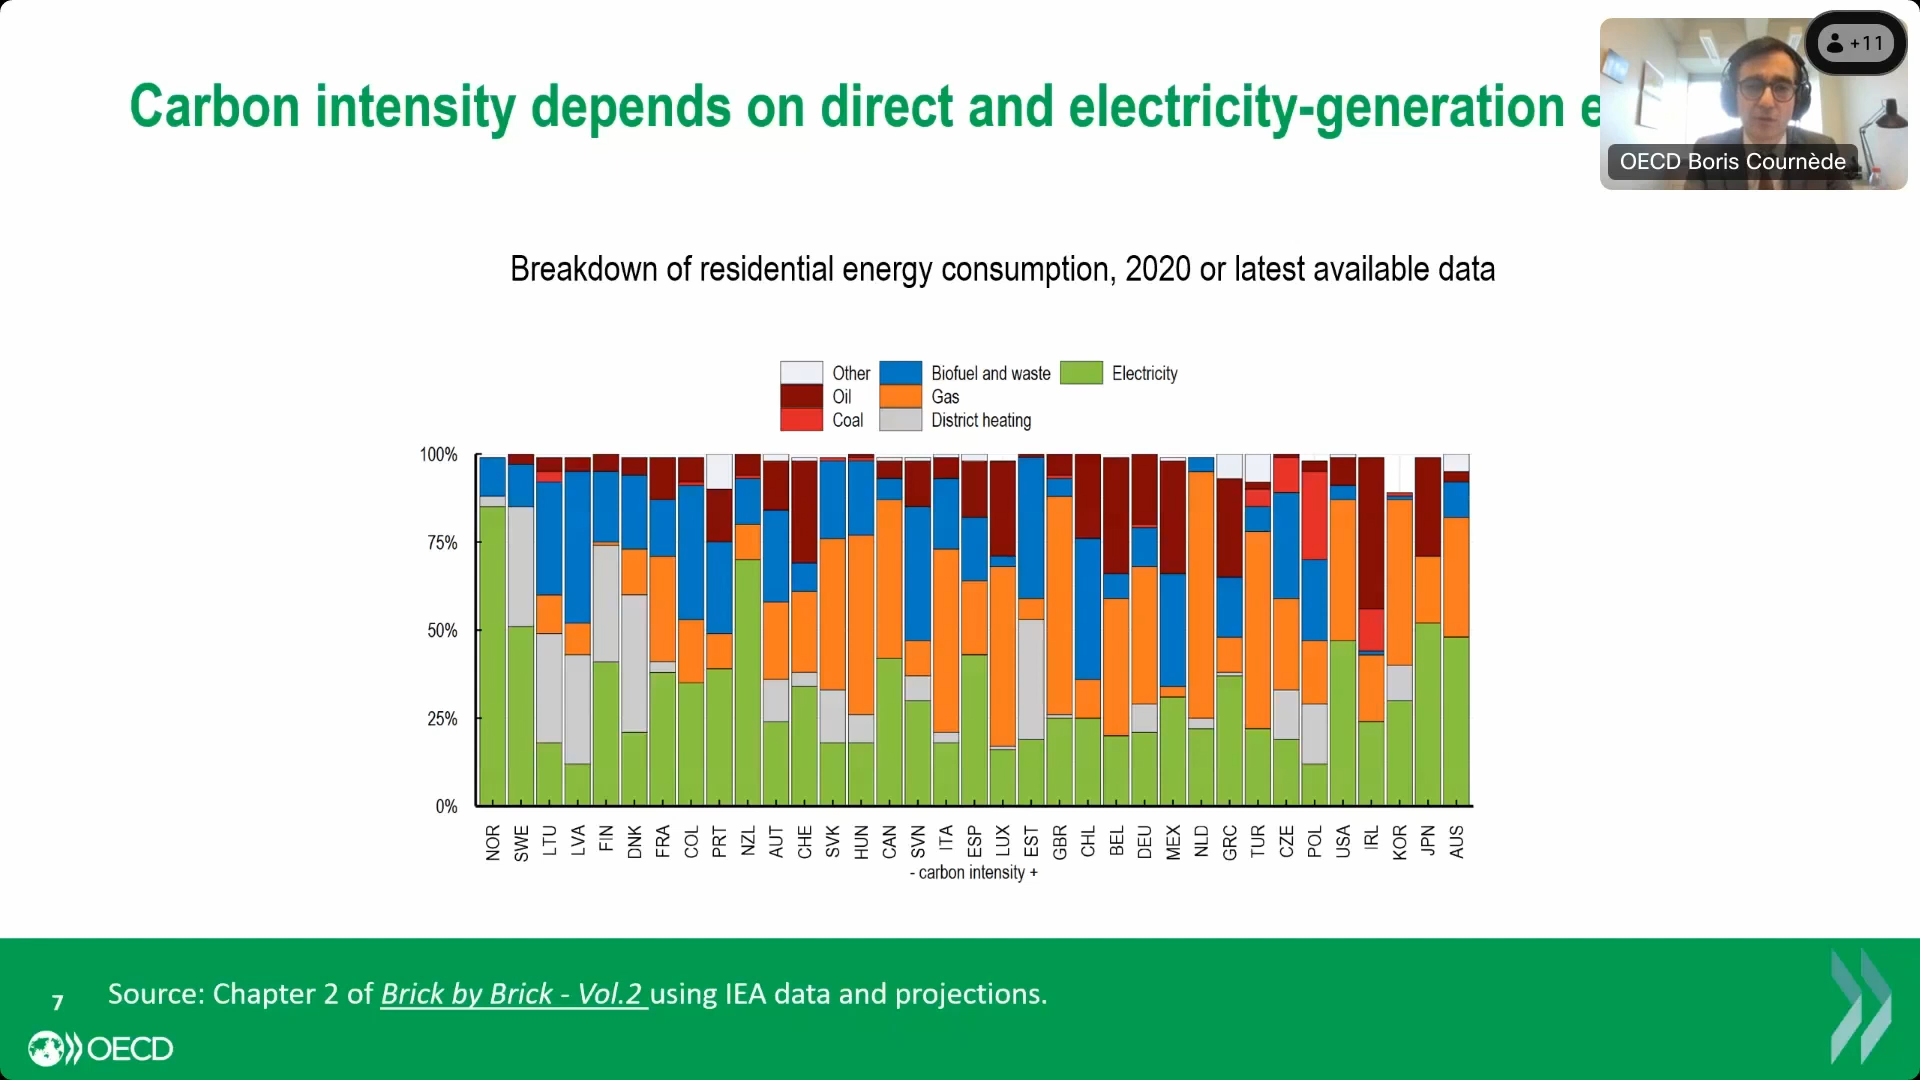 Carbon intensity depends on direct and electricity-generation e
+11
OECD Boris Cournède
Breakdown of residential energy consumption, 2020 or latest available data
Other Biofuel and waste Electricity
Oil Gas
Coal District heating
100%
75%
50%
25%
0%
NOR SWE LTU LVA FIN DNK FRA COL PRT NZL AUT CHE SVK HUN CAN SVN ITA ESP LUX EST GBR CHL BEL DEU MEX NLD GRC TUR CZE POL USA IRL KOR JPN AUS
- carbon intensity +
7 Source: Chapter 2 of Brick by Brick - Vol.2 using IEA data and projections.
OECD